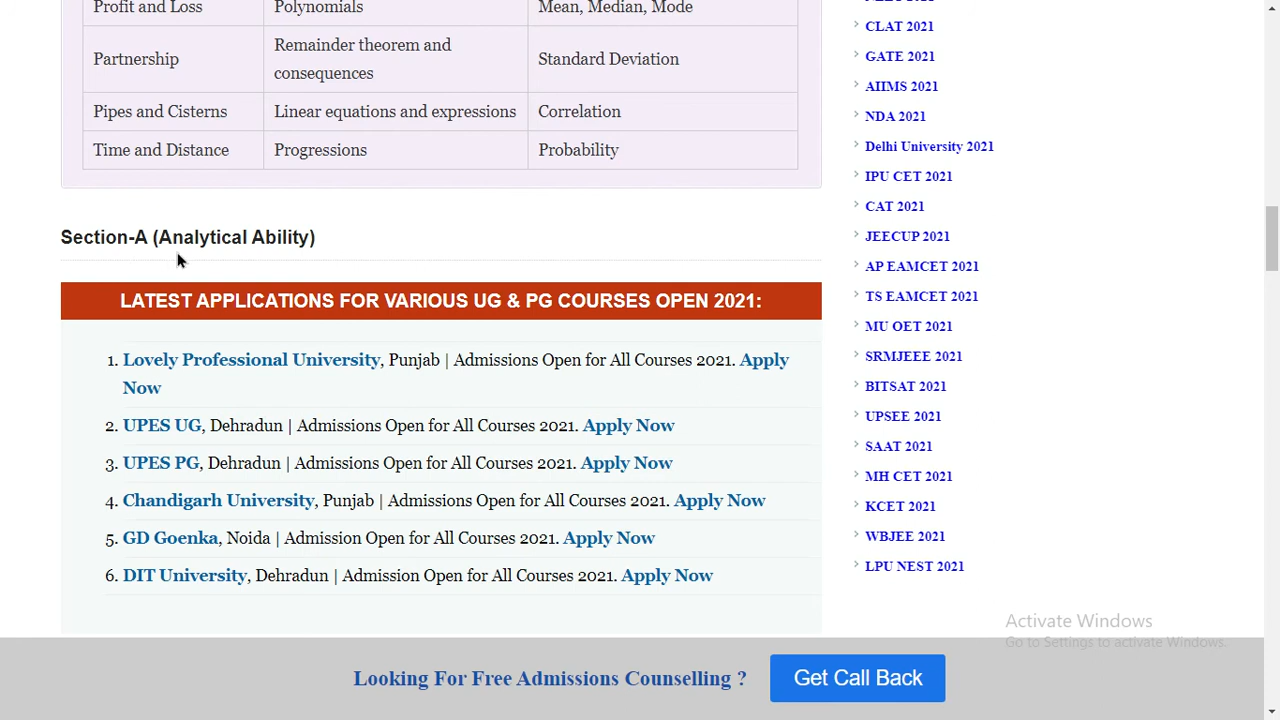 Profit and Loss Polynomials Mean, Median, Mode
Partnership Remainder theorem and consequences Standard Deviation
Pipes and Cisterns Linear equations and expressions Correlation
Time and Distance Progressions Probability
Section-A (Analytical Ability)
LATEST APPLICATIONS FOR VARIOUS UG & PG COURSES OPEN 2021:
1. Lovely Professional University, Punjab | Admissions Open for All Courses 2021. Apply
Now
2. UPES UG, Dehradun | Admissions Open for All Courses 2021. Apply Now
3. UPES PG, Dehradun | Admissions Open for All Courses 2021. Apply Now
4. Chandigarh University, Punjab | Admissions Open for All Courses 2021. Apply Now
5. GD Goenka, Noida | Admission Open for All Courses 2021. Apply Now
6. DIT University, Dehradun | Admission Open for All Courses 2021. Apply Now
CLAT 2021
GATE 2021
AIIMS 2021
NDA 2021
Delhi University 2021
IPU CET 2021
CAT 2021
JEECUP 2021
AP EAMCET 2021
TS EAMCET 2021
MU OET 2021
SRMJEEE 2021
BITSAT 2021
UPSEE 2021
SAAT 2021
MH CET 2021
KCET 2021
WBJEE 2021
LPU NEST 2021
Activate Windows
Go to Settings to activate Windows.
Looking For Free Admissions Counselling ? Get Call Back